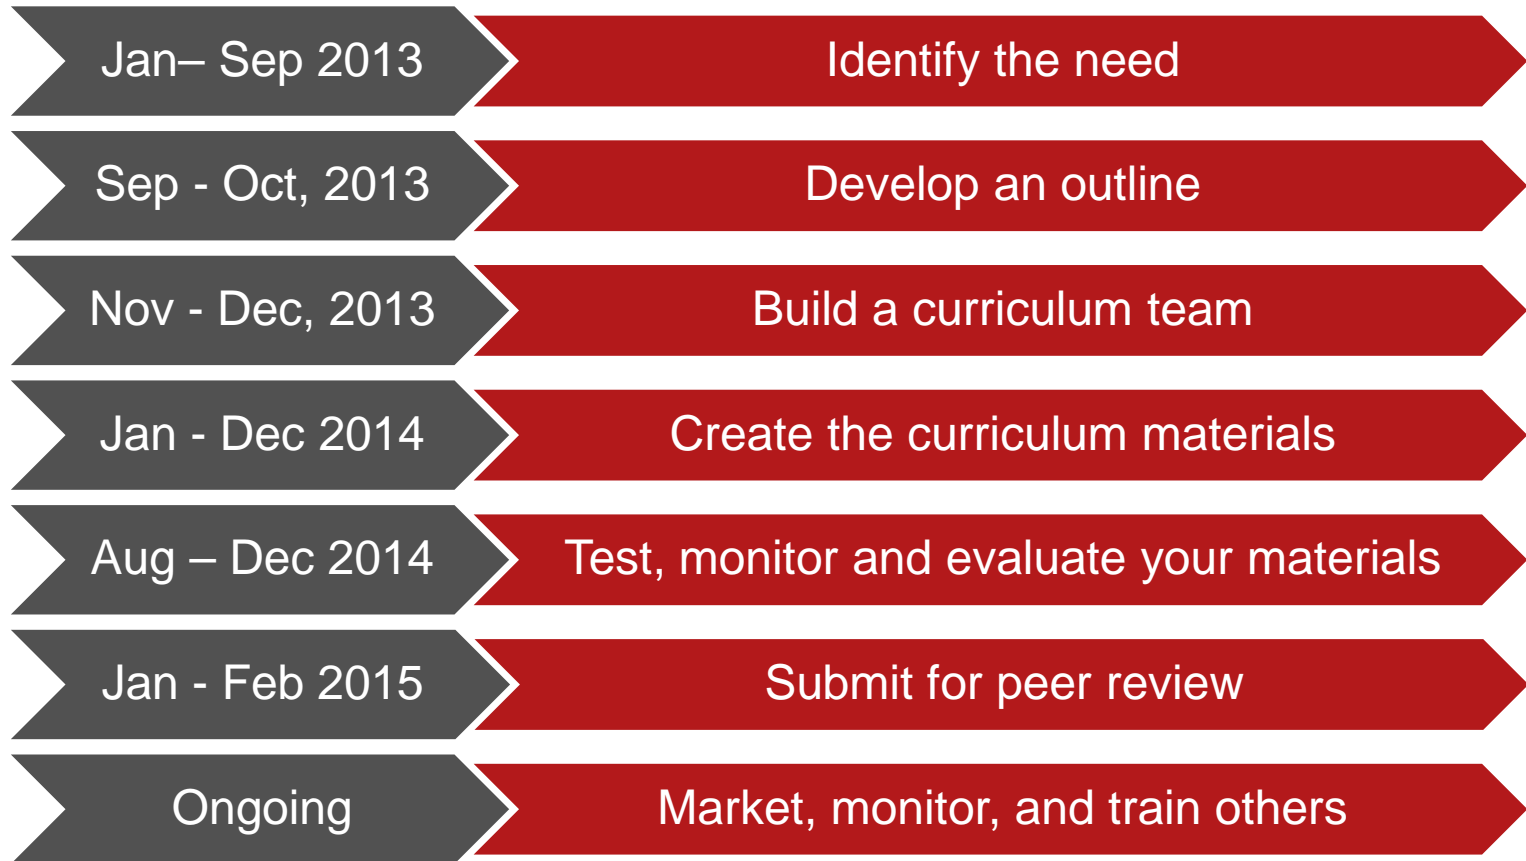 Jan– Sep 2013
Identify the need
Sep - Oct, 2013
Develop an outline
Nov - Dec, 2013
Build a curriculum team
Jan - Dec 2014
Create the curriculum materials
Aug – Dec 2014
Test, monitor and evaluate your materials
Jan - Feb 2015
Submit for peer review
Ongoing
Market, monitor, and train others